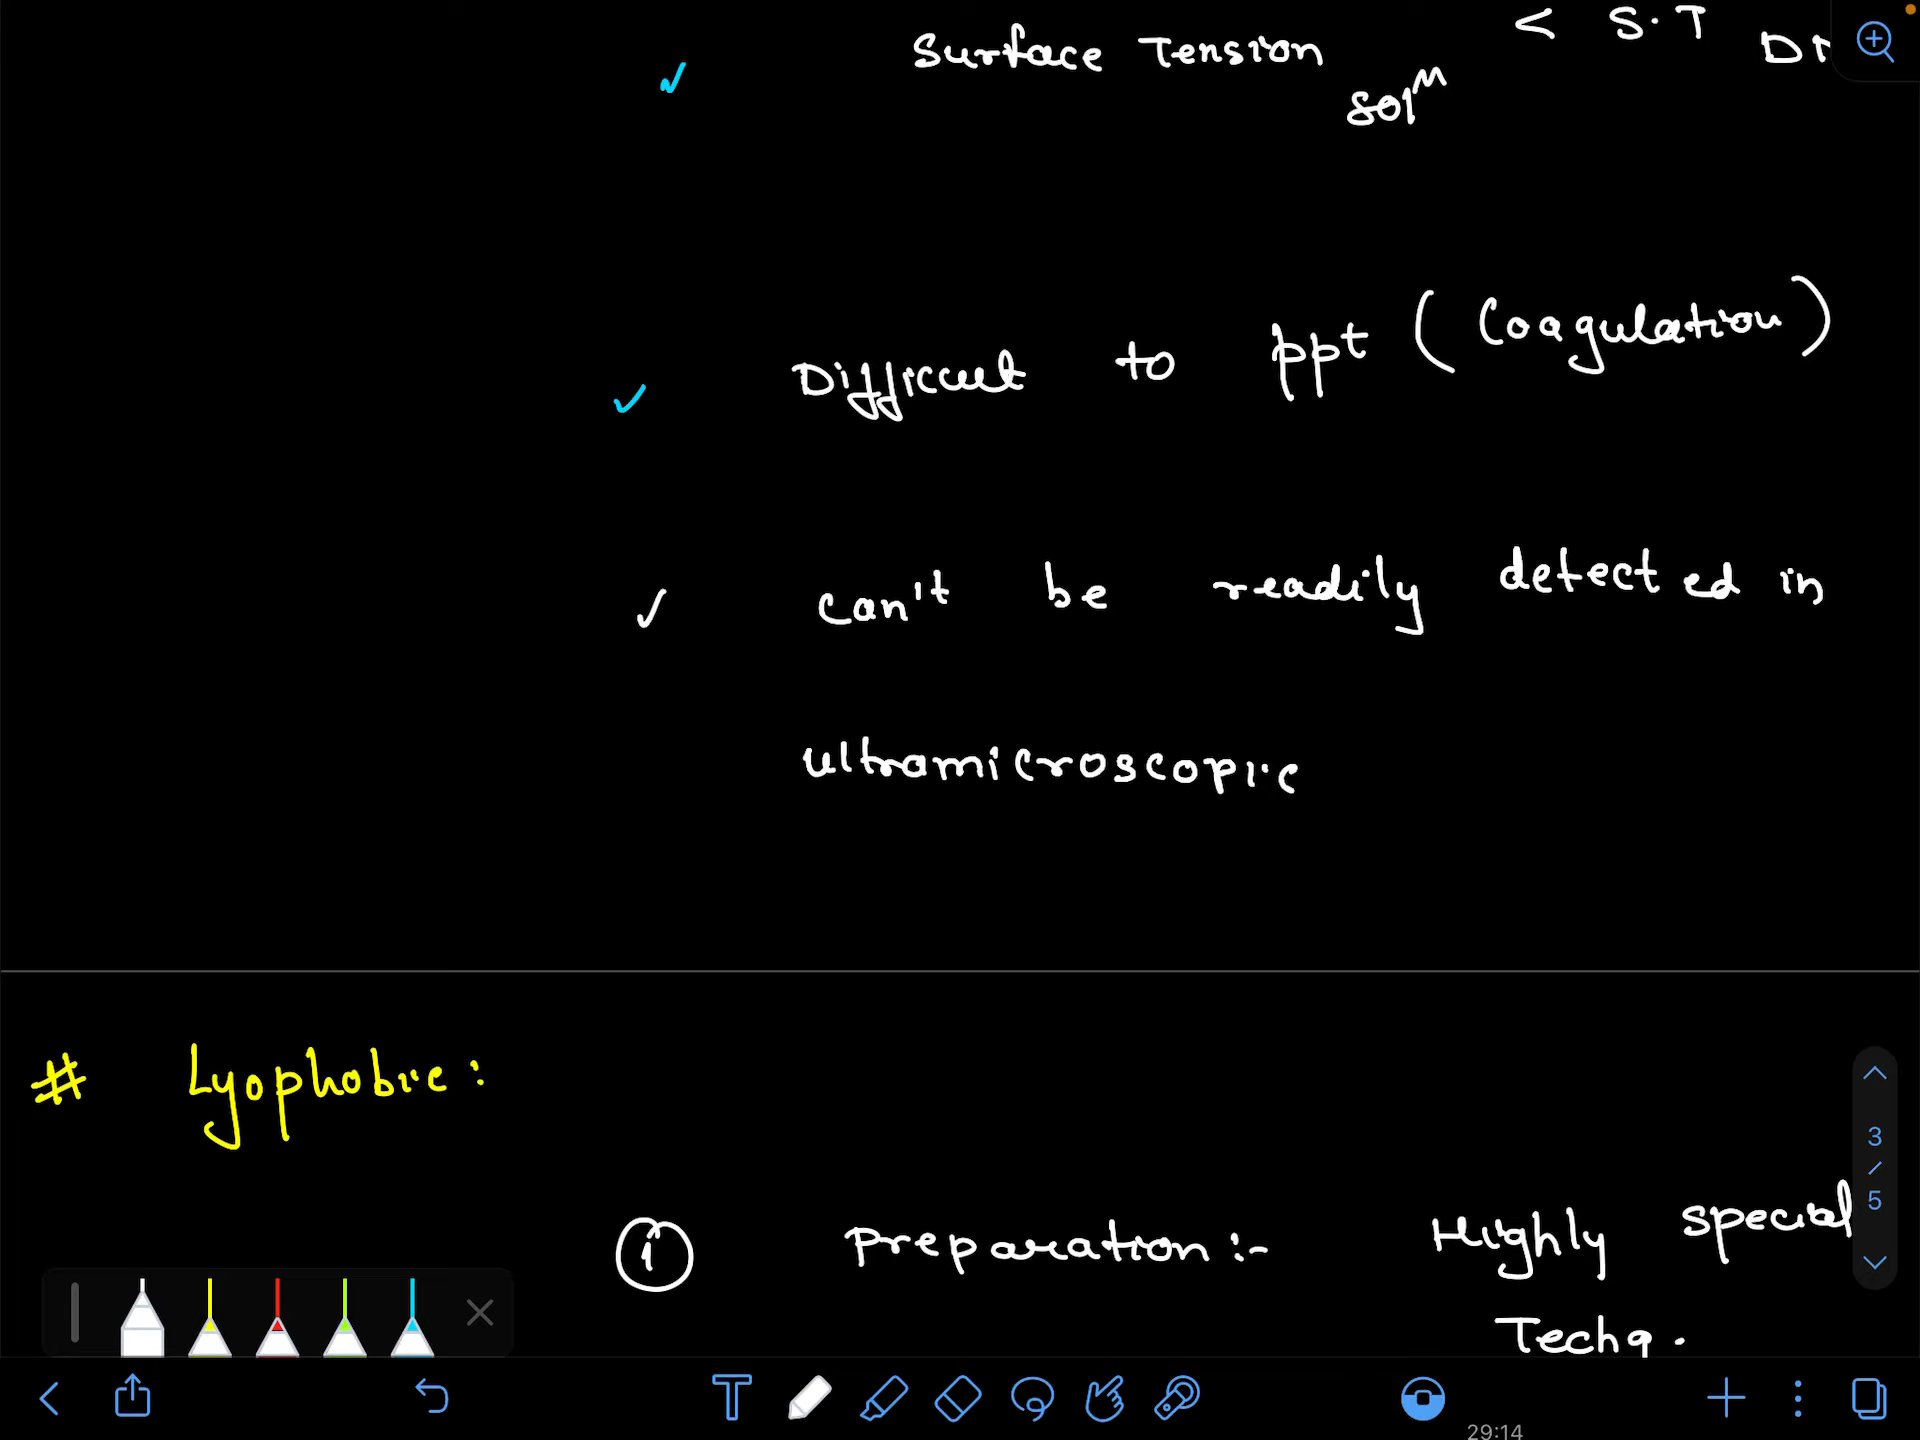 Surface Tension < S.T
solⁿ
Difficult to ppt (Coagulation)
can't be readily detected in
ultramicroscopic
# Lyophobic :
(i) Preparation :- Highly special
Techq.
3
/
5
29:14